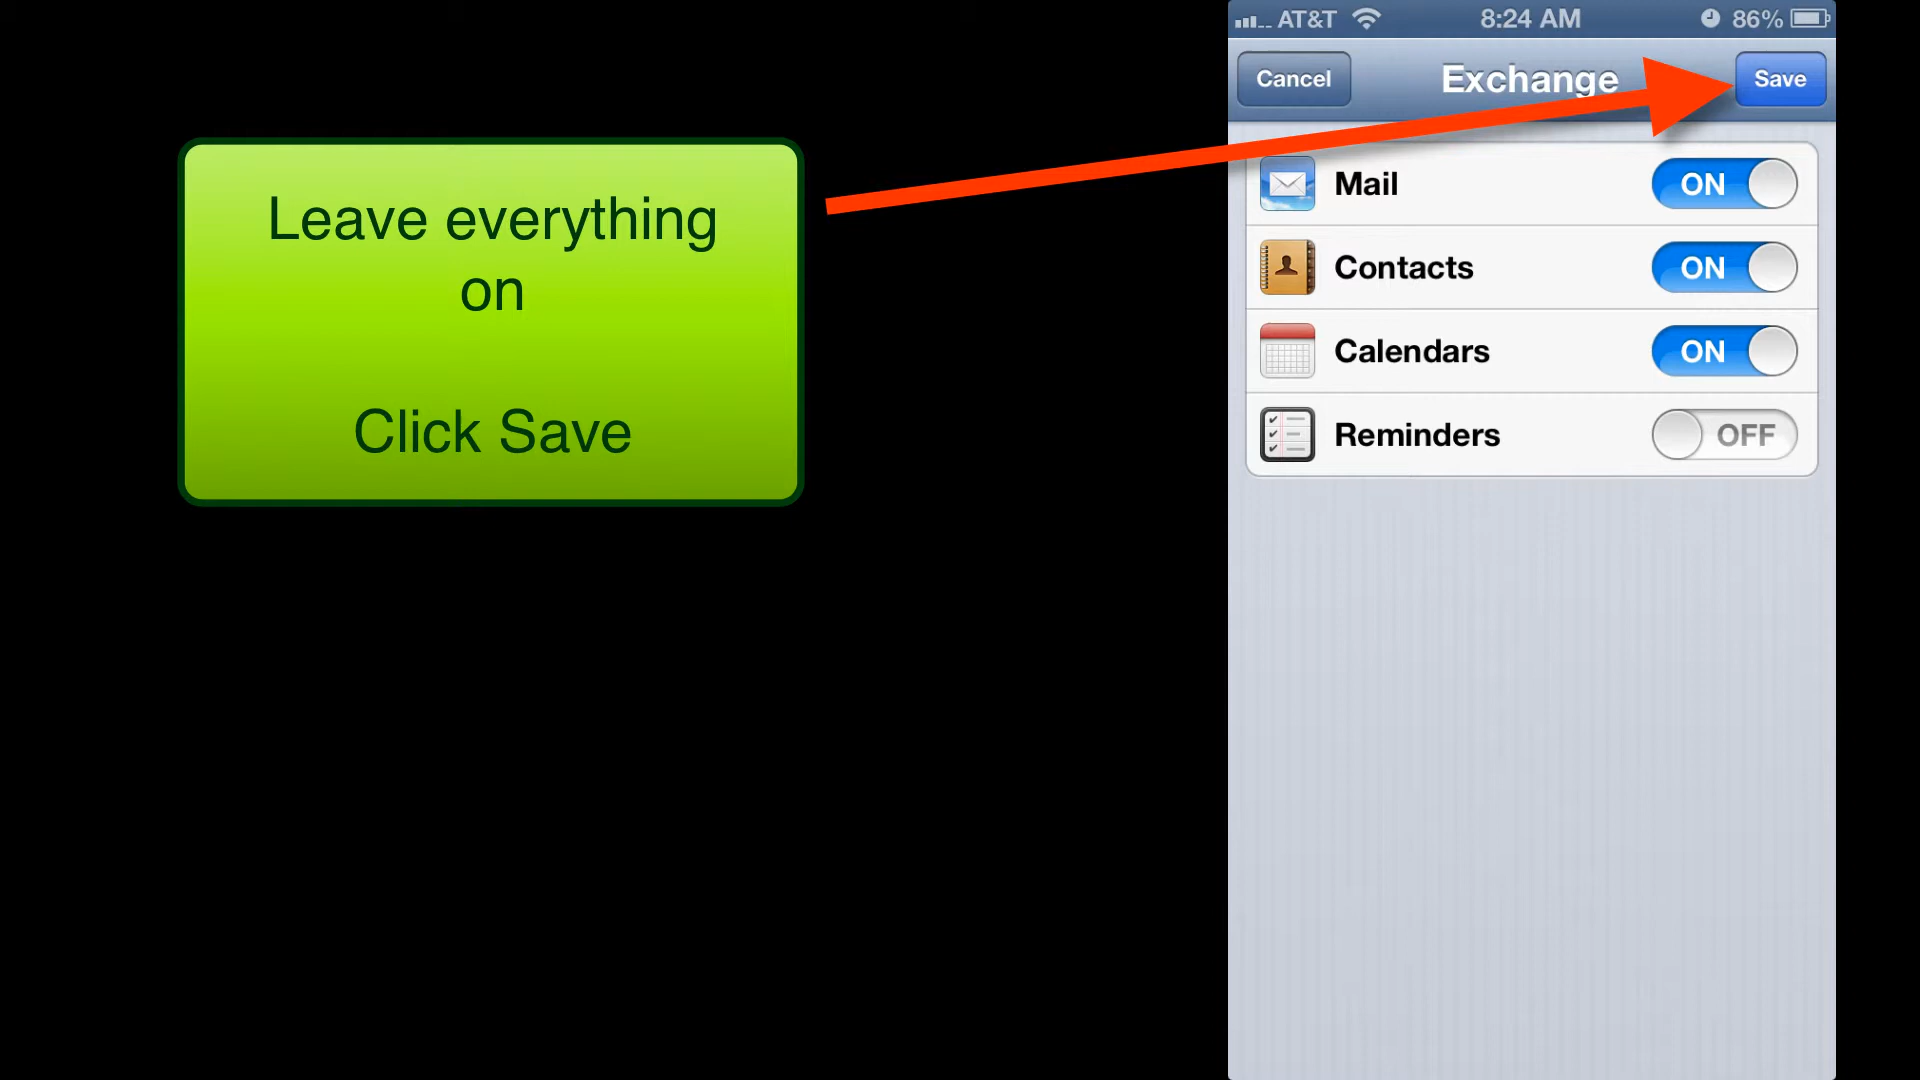 AT&T 8:24 AM 86%
Cancel Exchange Save
Leave everything
on
Click Save
Mail ON
Contacts ON
Calendars ON
Reminders OFF